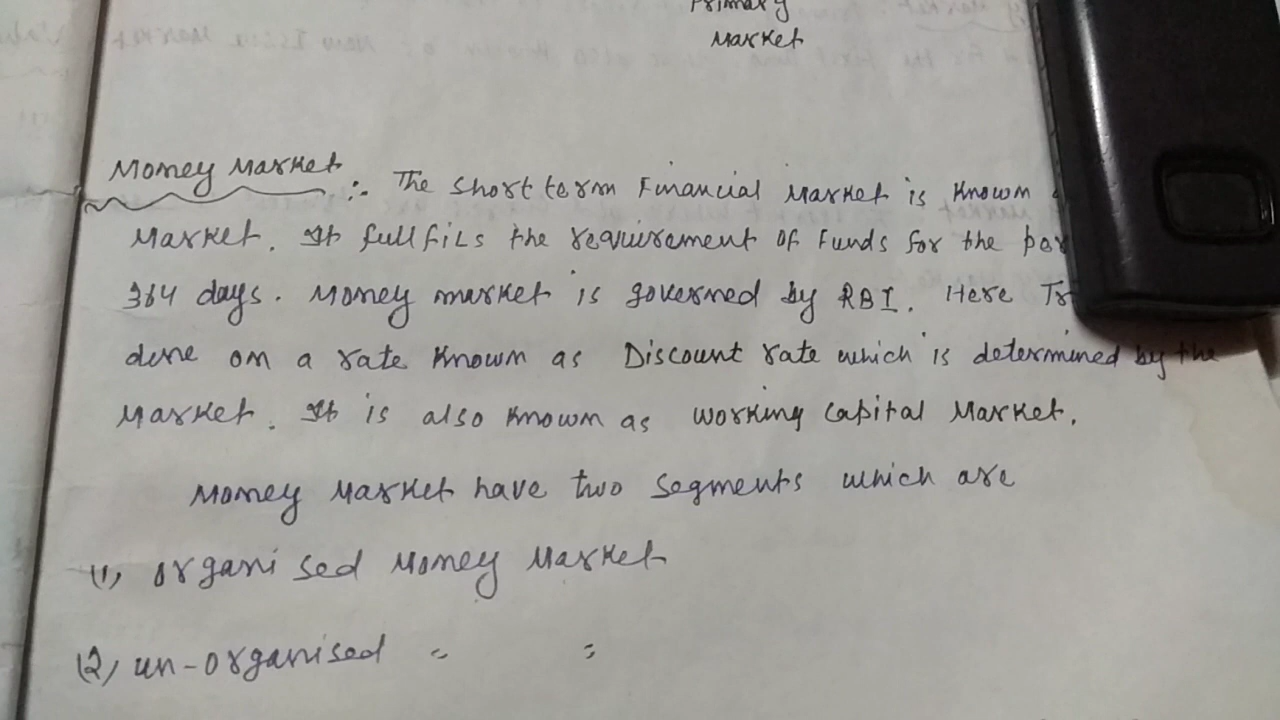 Primary
Market
Money Market :- The short term Financial Market is known
Market. It fullfils the requirement of Funds for the
364 days. Money market is governed by RBI. Here
done on a rate known as Discount rate which is determined by the
Market. It is also known as working capital Market.
Money Market have two segments which are
(1), organised Money Market
(2), un-organised " "